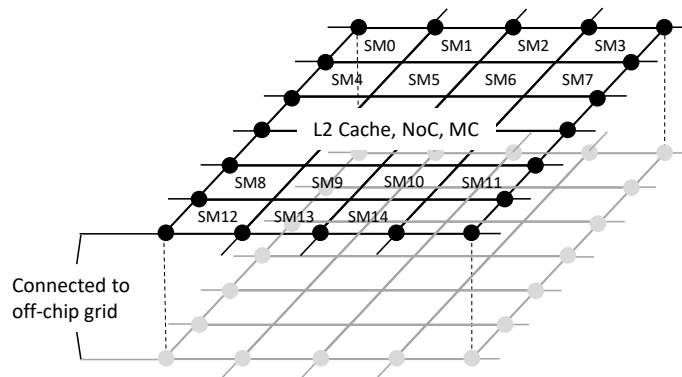 SM0 SM1 SM2 SM3
SM4 SM5 SM6 SM7
L2 Cache, NoC, MC
SM8 SM9 SM10 SM11
SM12 SM13 SM14
Connected to
off-chip grid